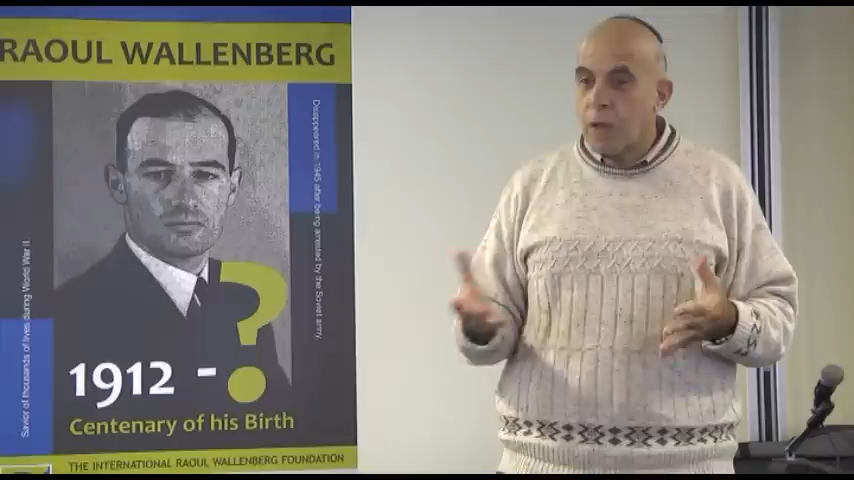 RAOUL WALLENBERG
Disappeared in 1945 after being arrested by the Soviet army.
Savior of thousands of lives during World War II.
1912 - ?
Centenary of his Birth
THE INTERNATIONAL RAOUL WALLENBERG FOUNDATION